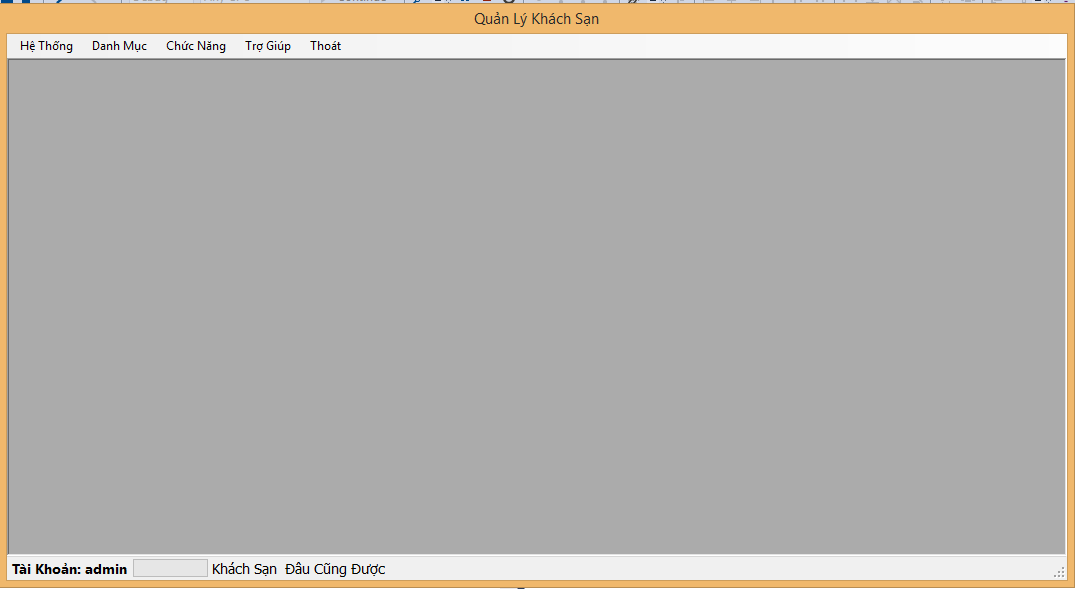 Quản Lý Khách Sạn
Hệ Thống Danh Mục Chức Năng Trợ Giúp Thoát
Tài Khoản: admin Khách Sạn Đâu Cũng Được